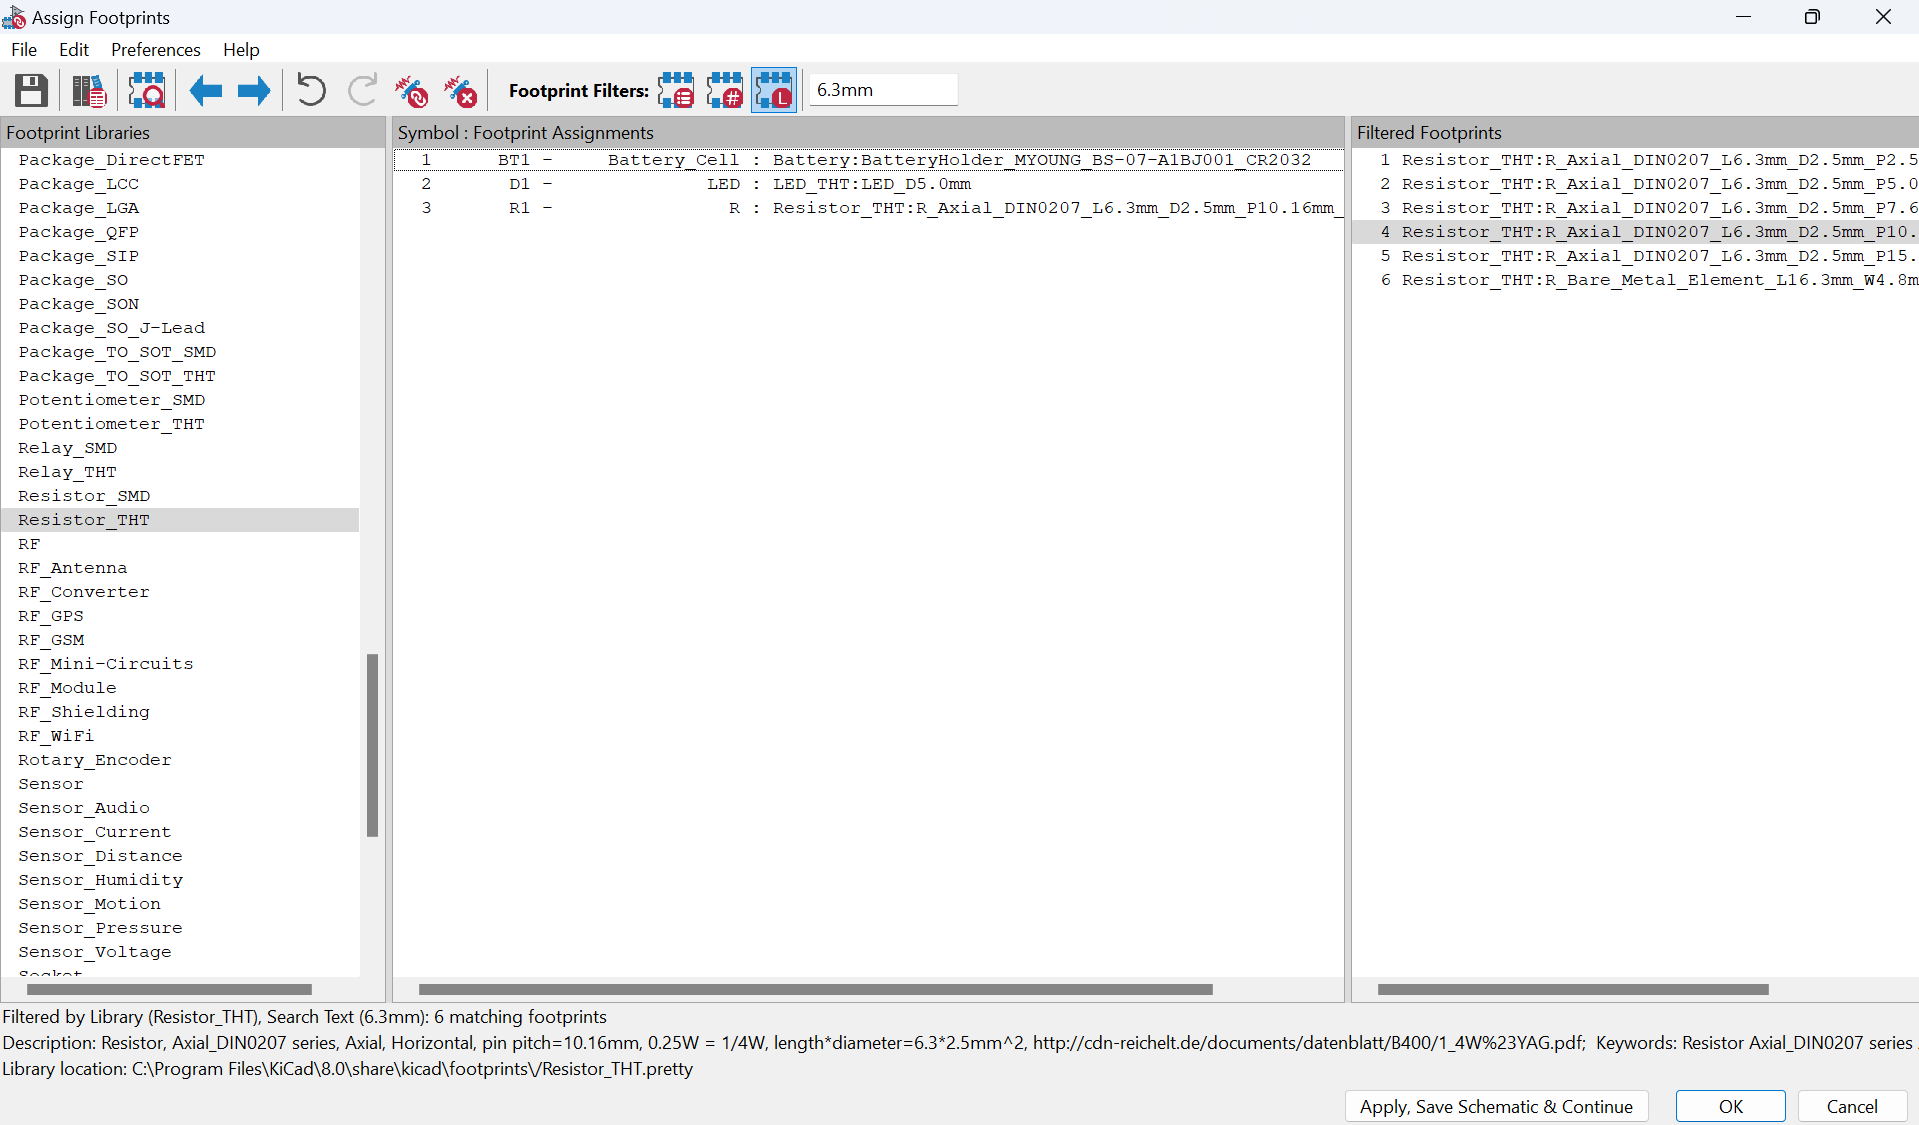 Assign Footprints
File Edit Preferences Help
Footprint Filters: 6.3mm
Footprint Libraries
Package_DirectFET
Package_LCC
Package_LGA
Package_QFP
Package_SIP
Package_SO
Package_SON
Package_SO_J-Lead
Package_TO_SOT_SMD
Package_TO_SOT_THT
Potentiometer_SMD
Potentiometer_THT
Relay_SMD
Relay_THT
Resistor_SMD
Resistor_THT
RF
RF_Antenna
RF_Converter
RF_GPS
RF_GSM
RF_Mini-Circuits
RF_Module
RF_Shielding
RF_WiFi
Rotary_Encoder
Sensor
Sensor_Audio
Sensor_Current
Sensor_Distance
Sensor_Humidity
Sensor_Motion
Sensor_Pressure
Sensor_Voltage
Socket
Symbol : Footprint Assignments
1 BT1 - Battery_Cell : Battery:BatteryHolder_MYOUNG_BS-07-A1BJ001_CR2032
2 D1 - LED : LED_THT:LED_D5.0mm
3 R1 - R : Resistor_THT:R_Axial_DIN0207_L6.3mm_D2.5mm_P10.16mm_
Filtered Footprints
1 Resistor_THT:R_Axial_DIN0207_L6.3mm_D2.5mm_P2.5
2 Resistor_THT:R_Axial_DIN0207_L6.3mm_D2.5mm_P5.0
3 Resistor_THT:R_Axial_DIN0207_L6.3mm_D2.5mm_P7.6
4 Resistor_THT:R_Axial_DIN0207_L6.3mm_D2.5mm_P10.
5 Resistor_THT:R_Axial_DIN0207_L6.3mm_D2.5mm_P15.
6 Resistor_THT:R_Bare_Metal_Element_L16.3mm_W4.8m
Filtered by Library (Resistor_THT), Search Text (6.3mm): 6 matching footprints
Description: Resistor, Axial_DIN0207 series, Axial, Horizontal, pin pitch=10.16mm, 0.25W = 1/4W, length*diameter=6.3*2.5mm^2, http://cdn-reichelt.de/documents/datenblatt/B400/1_4W%23YAG.pdf; Keywords: Resistor Axial_DIN0207 series
Library location: C:\Program Files\KiCad\8.0\share\kicad\footprints\/Resistor_THT.pretty
Apply, Save Schematic & Continue OK Cancel